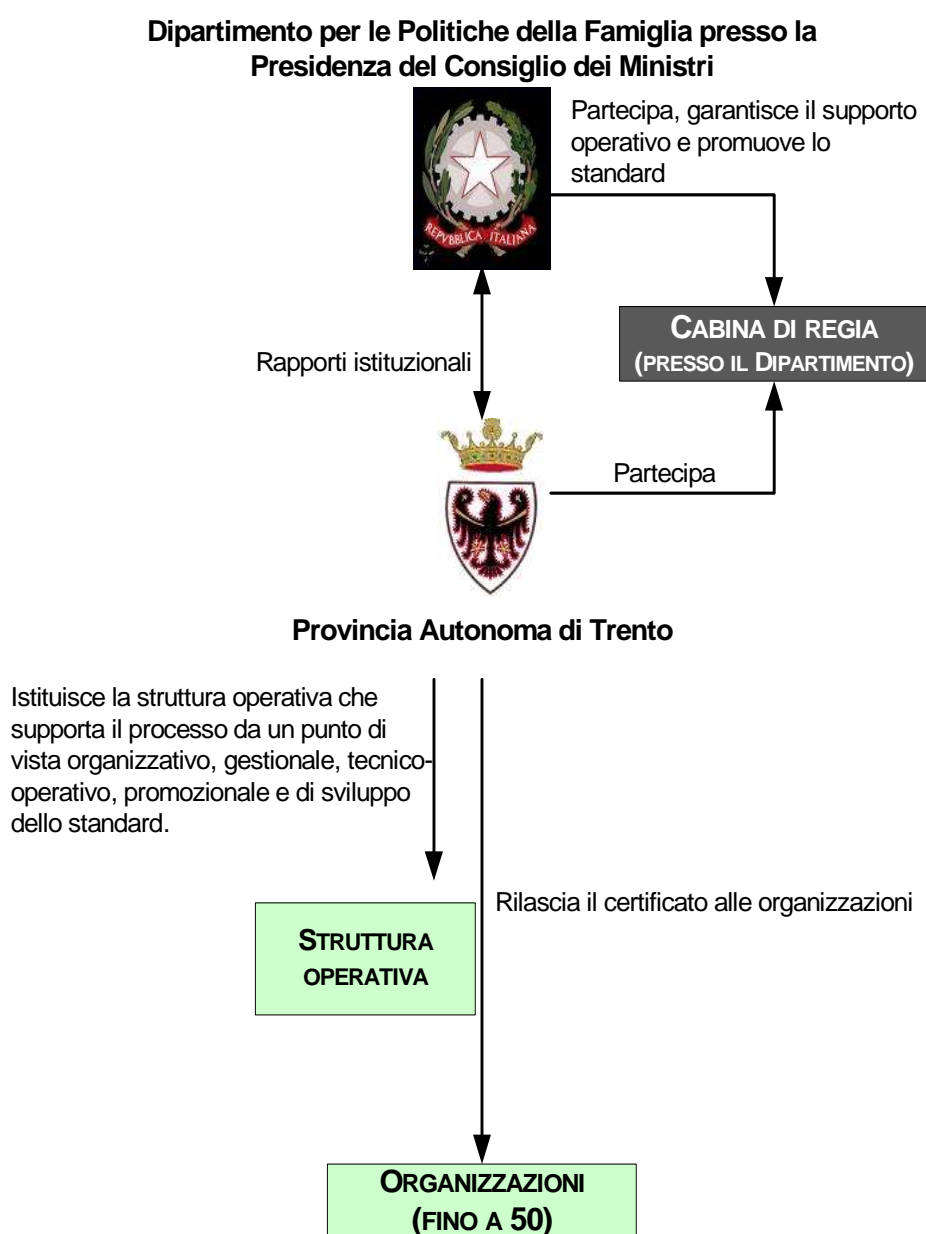 Dipartimento per le Politiche della Famiglia presso la
Presidenza del Consiglio dei Ministri
Partecipa, garantisce il supporto
operativo e promuove lo
standard
REPVBBLICA ITALIANA
CABINA DI REGIA
(PRESSO IL DIPARTIMENTO)
Rapporti istituzionali
Partecipa
Provincia Autonoma di Trento
Istituisce la struttura operativa che
supporta il processo da un punto di
vista organizzativo, gestionale, tecnico-
operativo, promozionale e di sviluppo
dello standard.
Rilascia il certificato alle organizzazioni
STRUTTURA
OPERATIVA
ORGANIZZAZIONI
(FINO A 50)